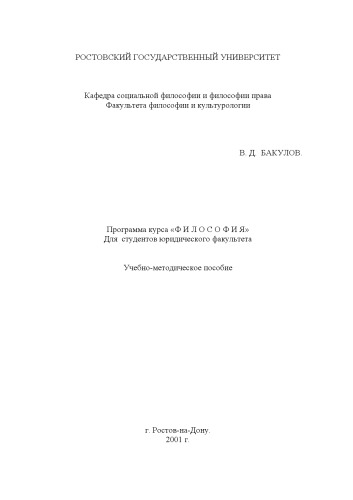 РОСТОВСКИЙ ГОСУДАРСТВЕННЫЙ УНИВЕРСИТЕТ
Кафедра социальной философии и философии права
Факультета философии и культурологии
В. Д. БАКУЛОВ.
Программа курса «Ф И Л О С О Ф И Я»
Для студентов юридического факультета
Учебно-методическое пособие
г. Ростов-на-Дону.
2001 г.